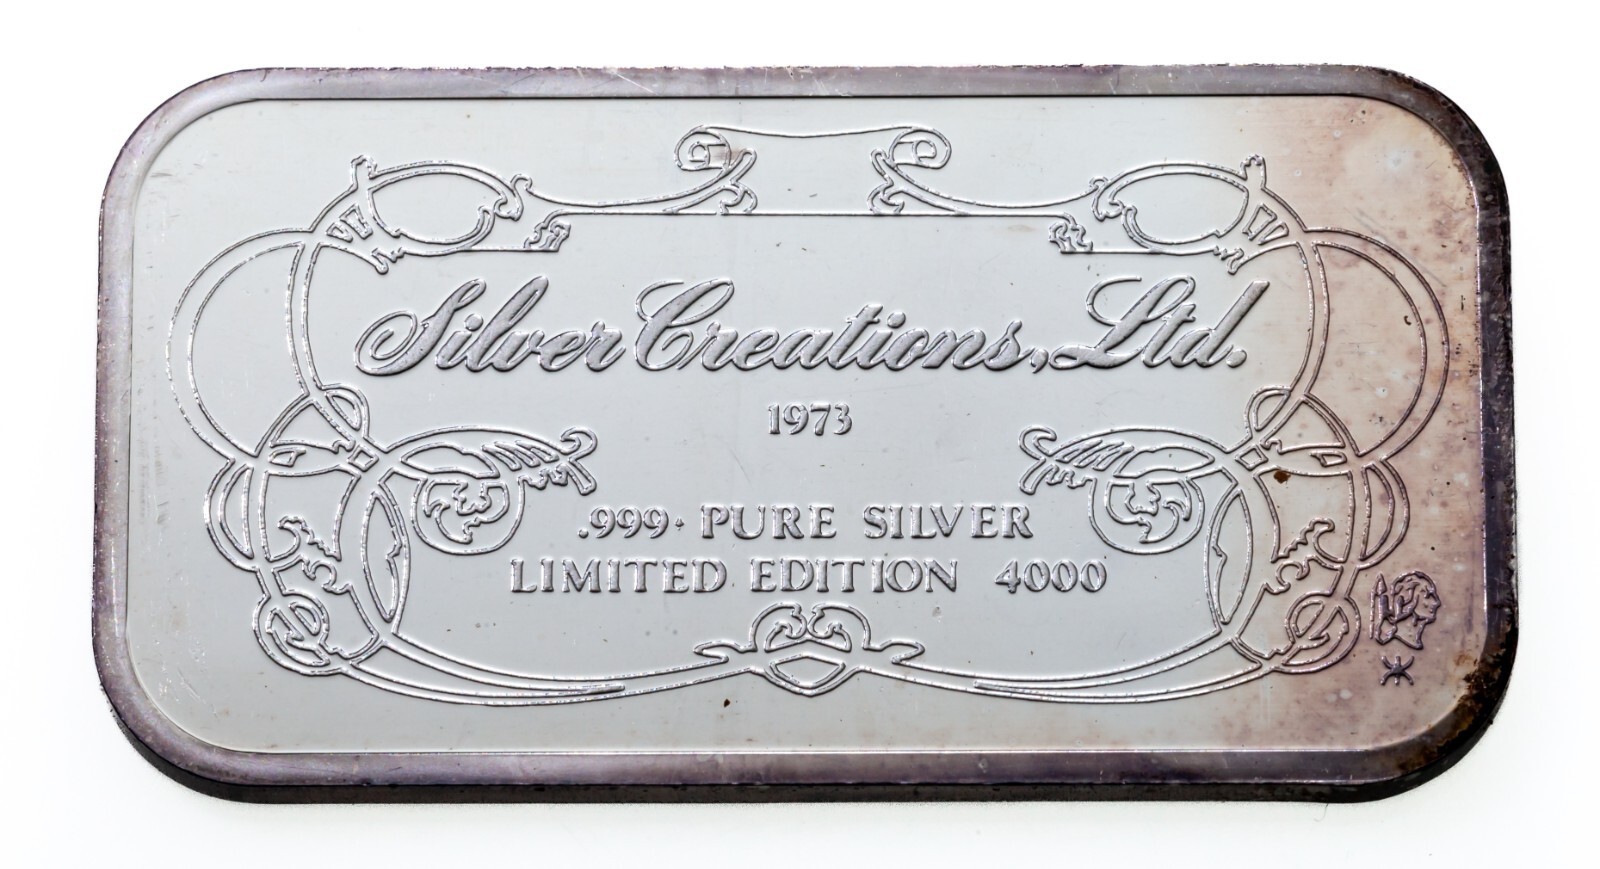 Silver Creations, Ltd.
1973
.999+ PURE SILVER
LIMITED EDITION 4000